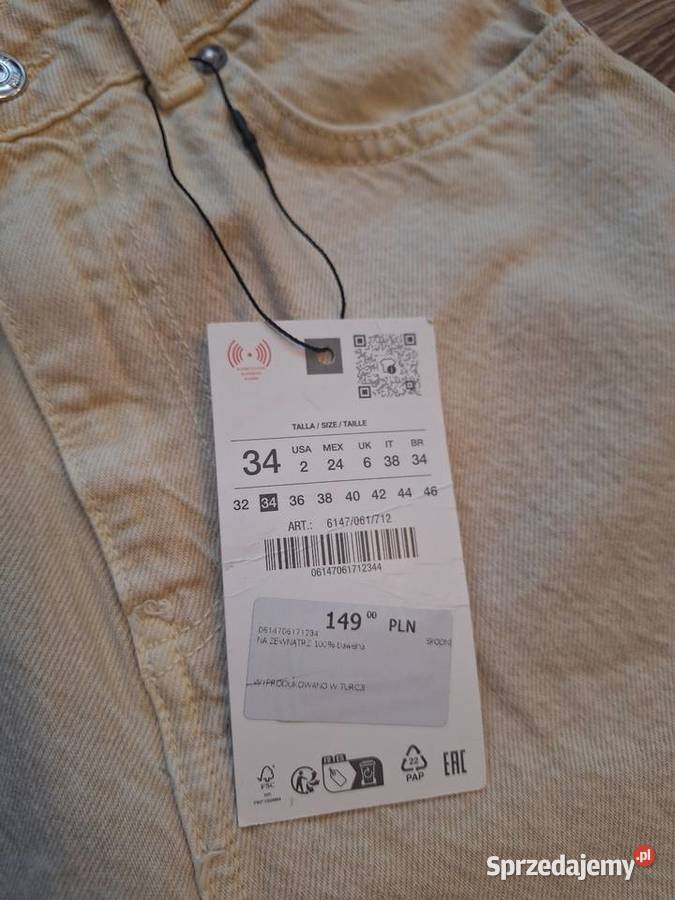 TALLA / SIZE / TAILLE
34
USA MEX UK IT BR
2 24 6 38 34
32 34 36 38 40 42 44 46
ART.: 6147/061/712
06147061712344
149 00 PLN
0614706171234
NA ZEWNĄTRZ 100% bawełna
SPODNI
WYPRODUKOWANO W TURCJI
FSC
22
PAP
EAC
Sprzedajemy.pl